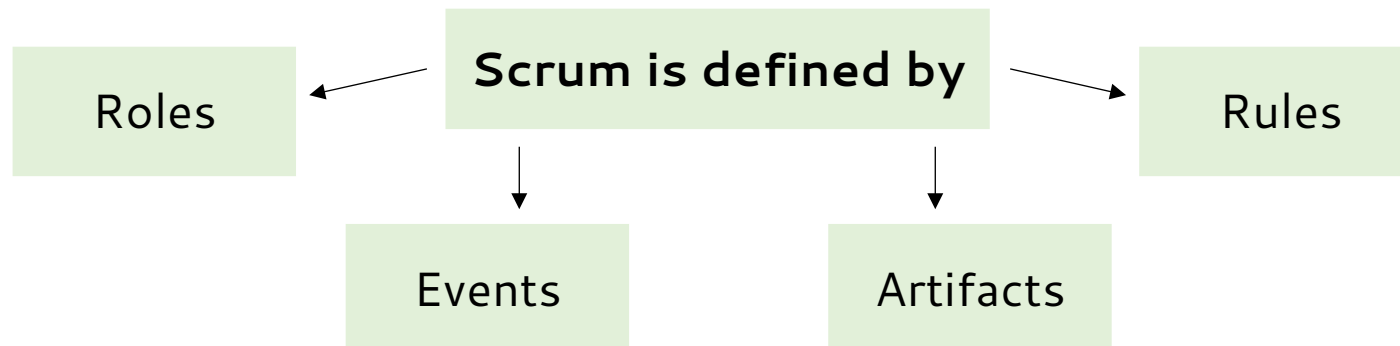 Scrum is defined by
Roles
Rules
Events
Artifacts